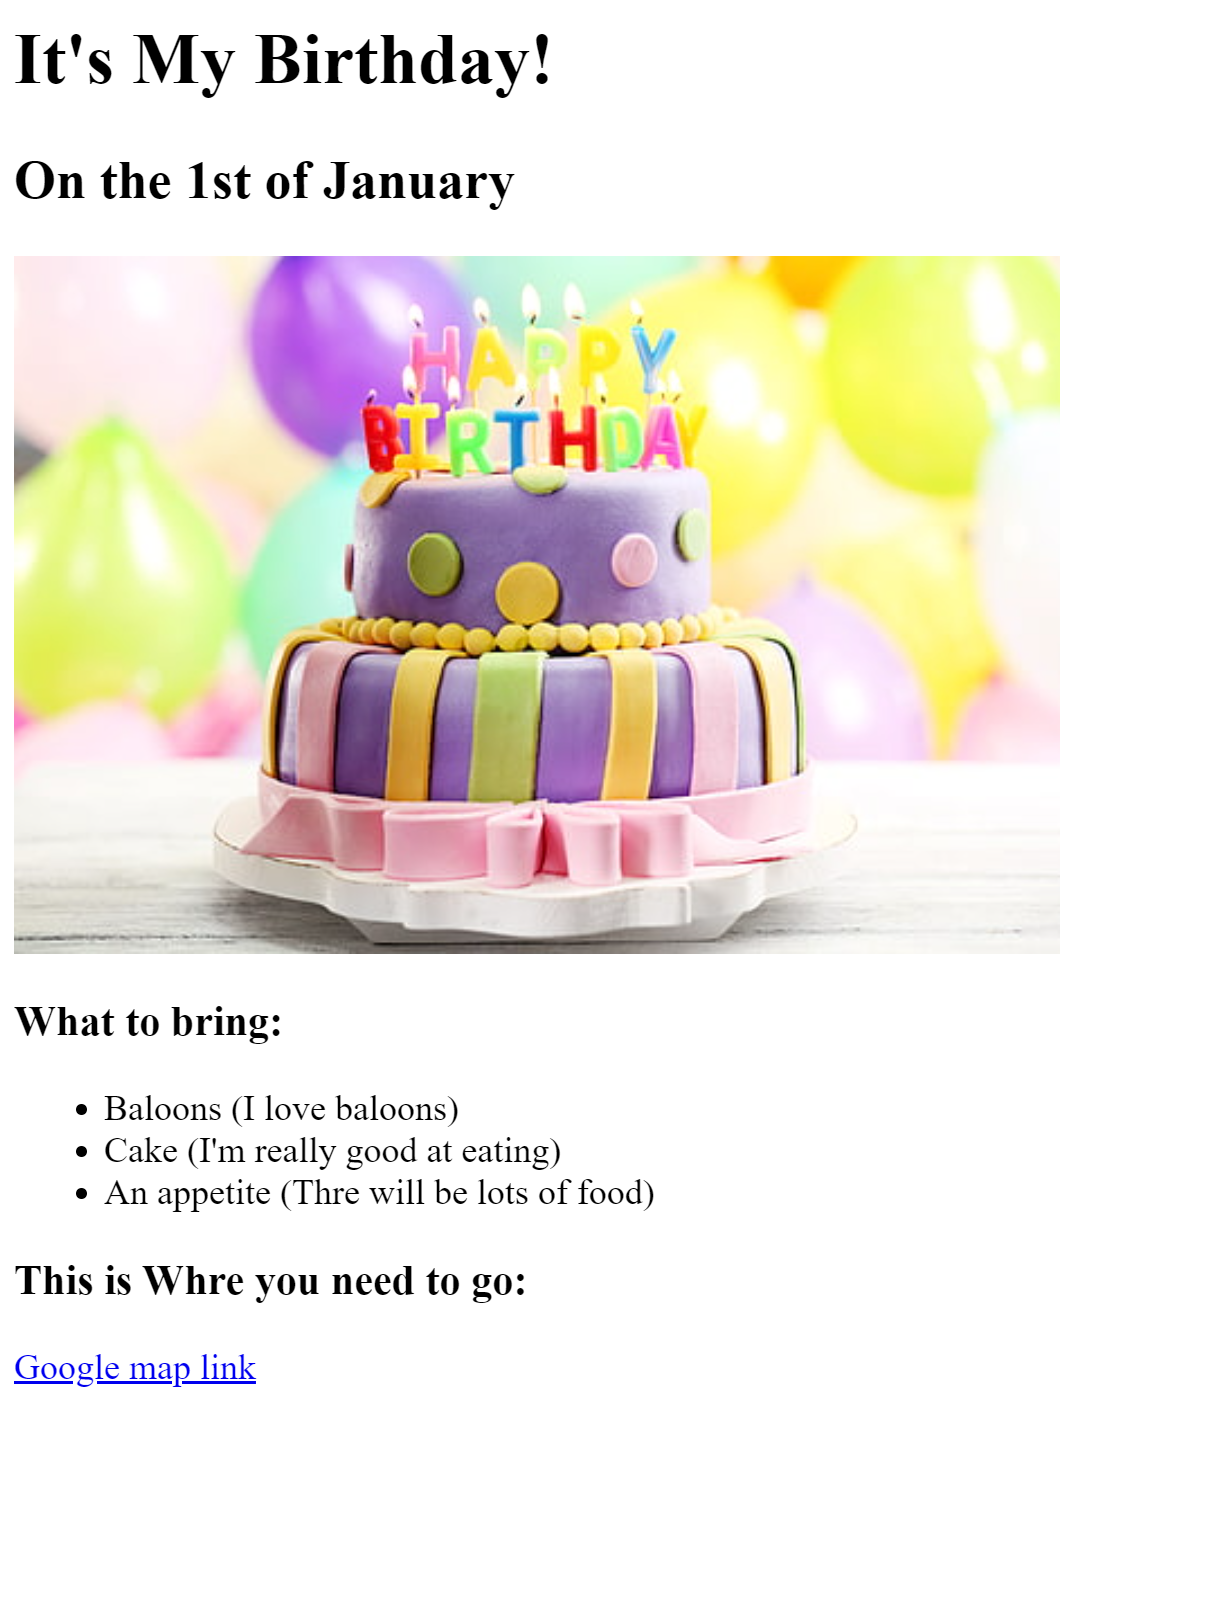 It's My Birthday!
On the 1st of January
HAPPY
BIRTHDAY
What to bring:
Baloons (I love baloons)
Cake (I'm really good at eating)
An appetite (Thre will be lots of food)
This is Whre you need to go:
Google map link